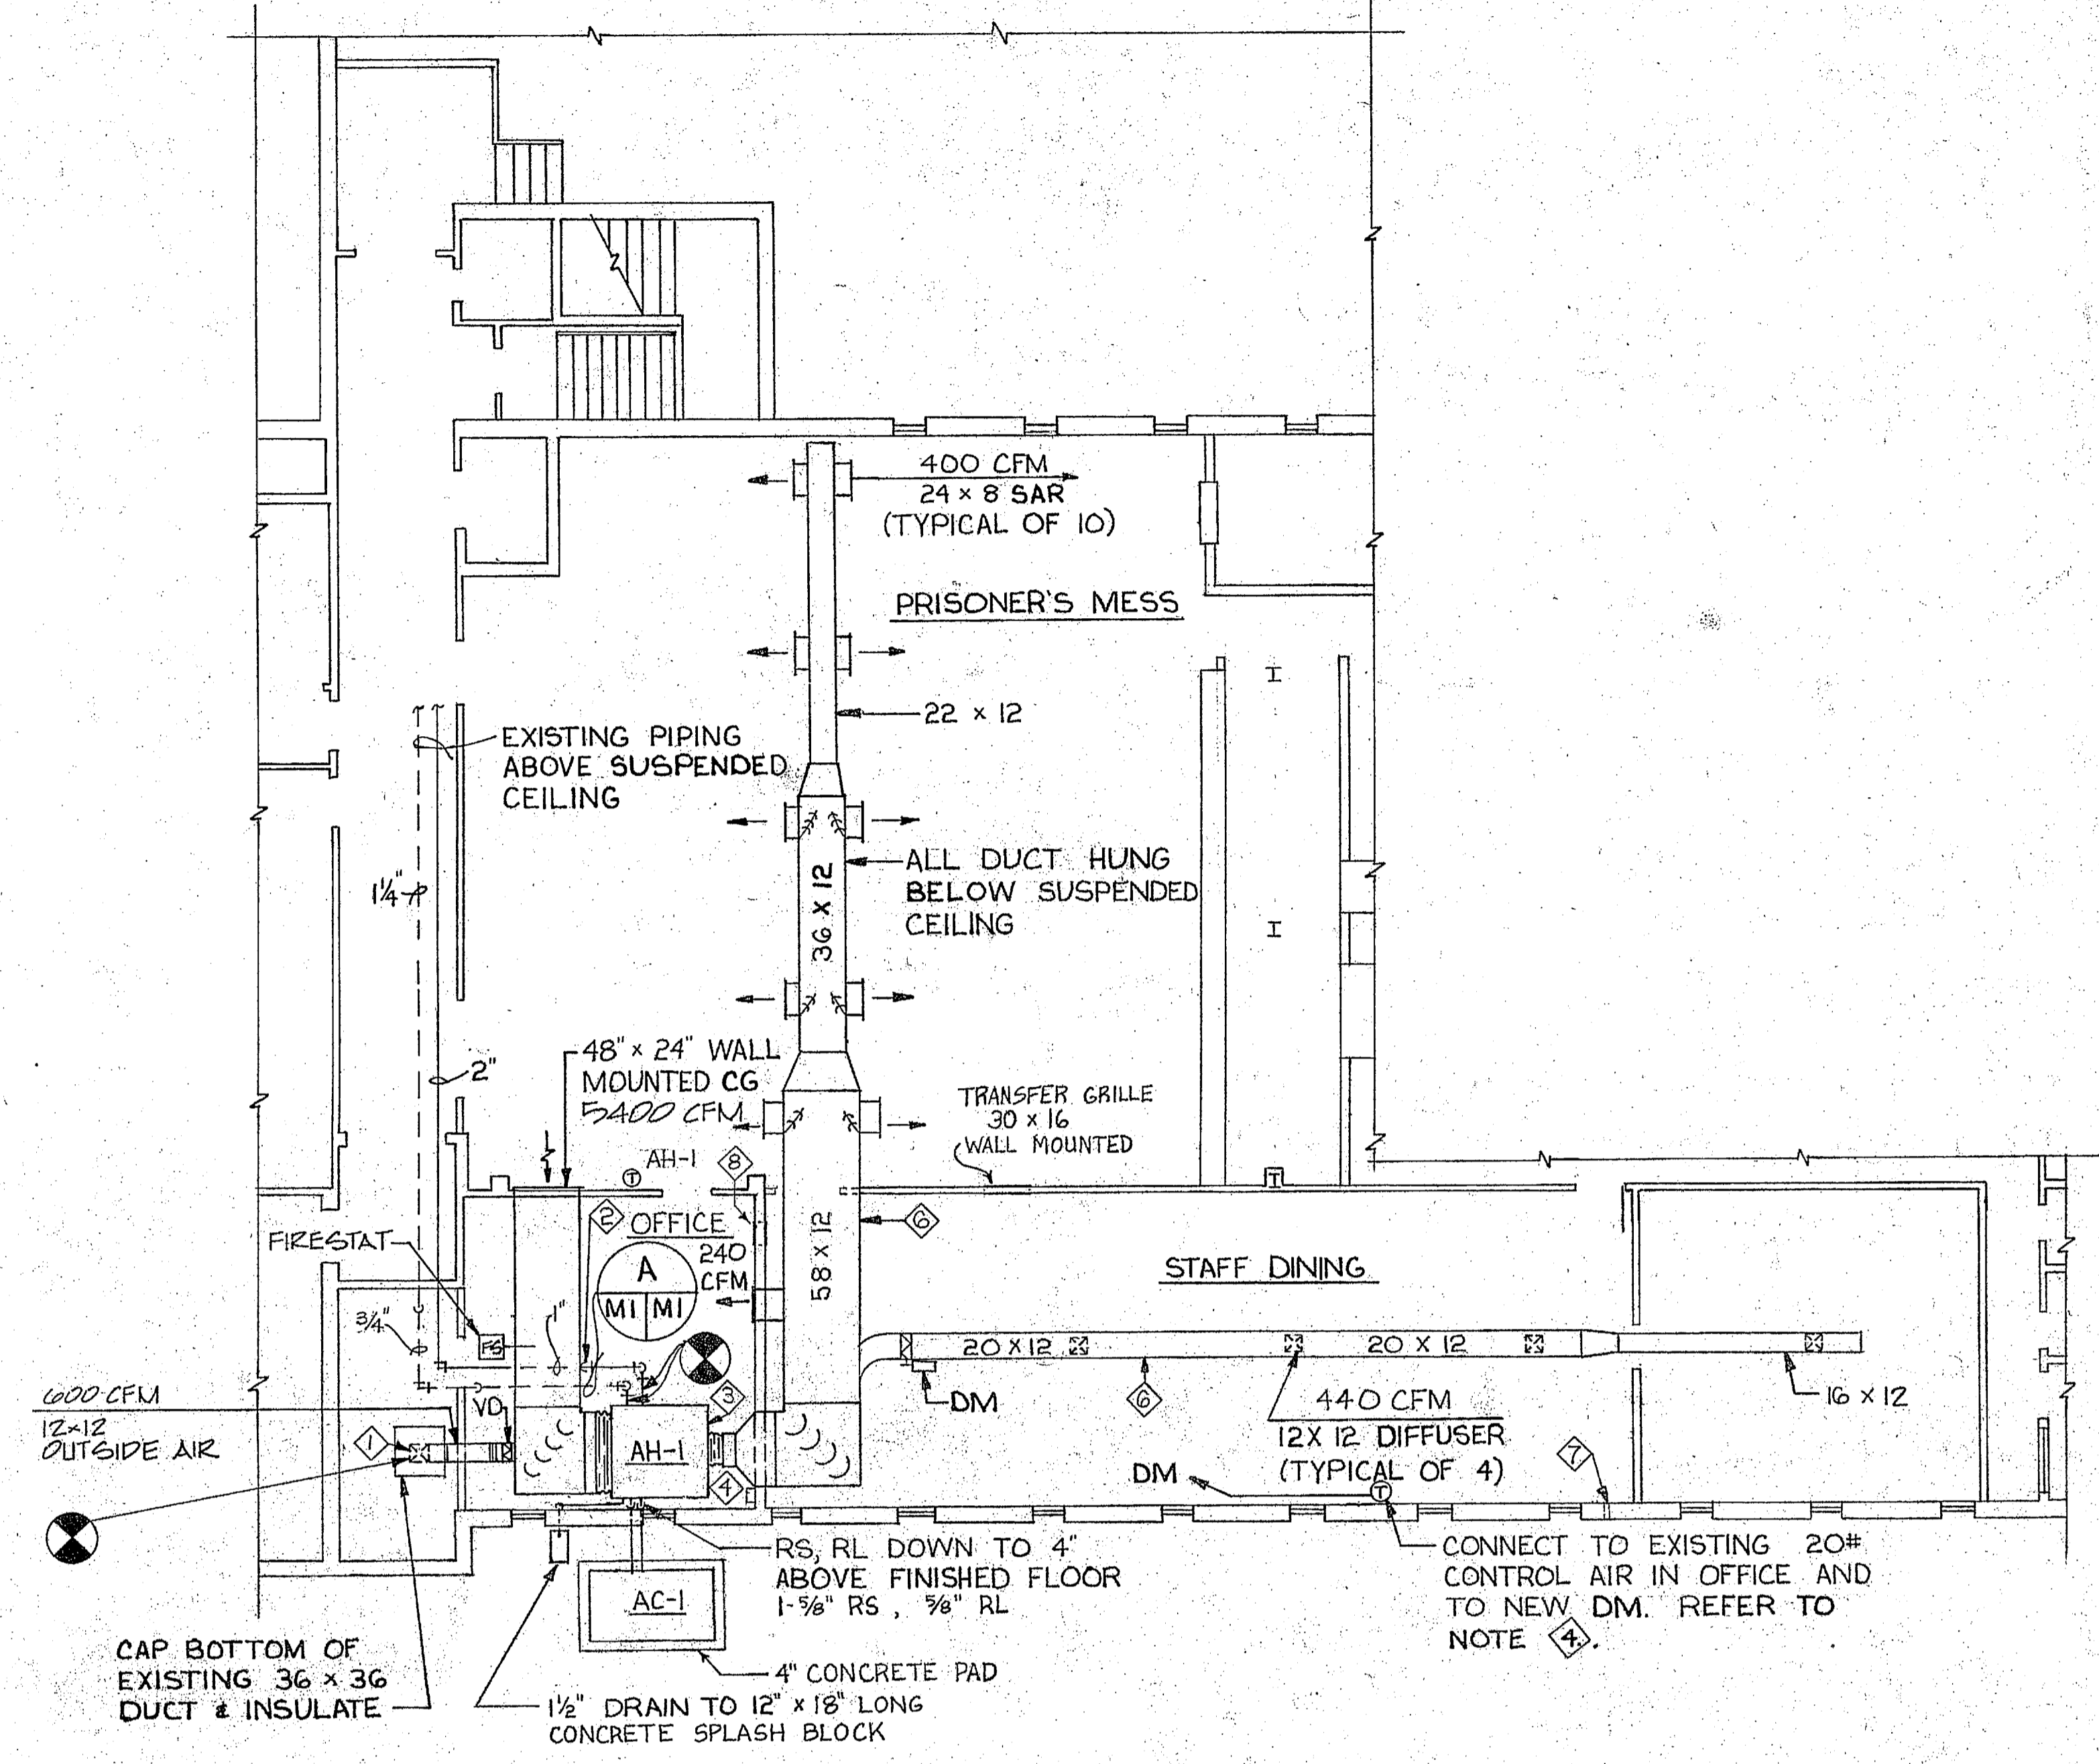 400 CFM
24 x 8 SAR
(TYPICAL OF 10)
PRISONER'S MESS
22 x 12
EXISTING PIPING
ABOVE SUSPENDED
CEILING
1¼"
36 X 12
ALL DUCT HUNG
BELOW SUSPENDED
CEILING
2"
48" x 24" WALL
MOUNTED CG
5400 CFM
TRANSFER GRILLE
30 x 16
WALL MOUNTED
AH-1
8
T
I
I
I
FIRESTAT
2
OFFICE
240
CFM
A
M1 M1
58 X 12
6
STAFF DINING
3/4"
FS
1"
20 X 12
20 X 12
16 X 12
DM
6
440 CFM
12X 12 DIFFUSER
(TYPICAL OF 4)
600 CFM
12x12
OUTSIDE AIR
1
VD
3
AH-1
4
DM
T
7
RS, RL DOWN TO 4"
ABOVE FINISHED FLOOR
1-5/8" RS, 5/8" RL
AC-1
CONNECT TO EXISTING 20#
CONTROL AIR IN OFFICE AND
TO NEW DM. REFER TO
NOTE 4.
CAP BOTTOM OF
EXISTING 36 x 36
DUCT & INSULATE
4" CONCRETE PAD
1½" DRAIN TO 12" x 18" LONG
CONCRETE SPLASH BLOCK